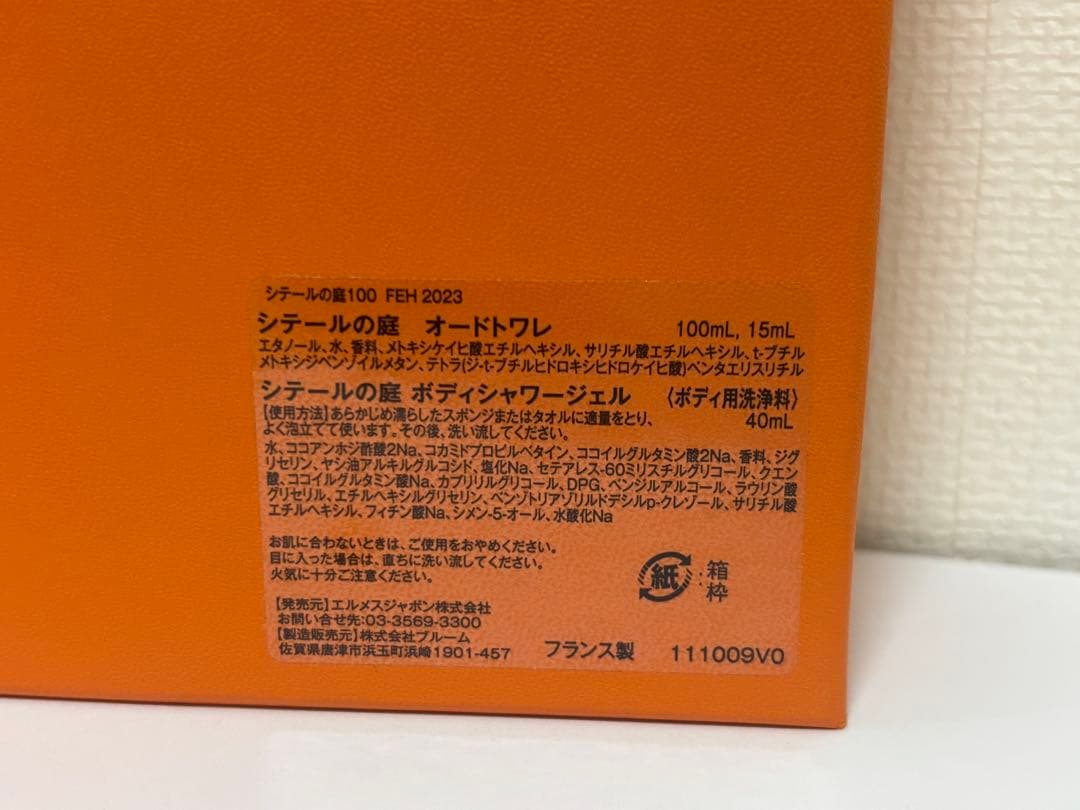 シテールの庭100 FEH 2023
シテールの庭 オードトワレ 100mL, 15mL
エタノール、水、香料、メトキシケイヒ酸エチルヘキシル、サリチル酸エチルヘキシル、t-ブチル
メトキシジベンゾイルメタン、テトラ(ジ-t-ブチルヒドロキシヒドロケイヒ酸)ペンタエリスリチル
シテールの庭 ボディシャワージェル 〈ボディ用洗浄料〉
40mL
【使用方法】あらかじめ濡らしたスポンジまたはタオルに適量をとり、
よく泡立てて使います。その後、洗い流してください。
水、ココアンホジ酢酸2Na、コカミドプロピルベタイン、ココイルグルタミン酸2Na、香料、ジグ
リセリン、ヤシ油アルキルグルコシド、塩化Na、セテアレス-60ミリスチルグリコール、クエン
酸、ココイルグルタミン酸Na、カプリリルグリコール、DPG、ベンジルアルコール、ラウリン酸
グリセリル、エチルヘキシルグリセリン、ベンゾトリアゾリルドデシルp-クレゾール、サリチル酸
エチルヘキシル、フィチン酸Na、シメン-5-オール、水酸化Na
お肌に合わないときは、ご使用をおやめください。
目に入った場合は、直ちに洗い流してください。
火気に十分ご注意ください。
紙 : 箱
枠
【発売元】エルメスジャポン株式会社
お問い合せ先:03-3569-3300
【製造販売元】株式会社ブルーム
佐賀県唐津市浜玉町浜崎1901-457
フランス製 111009V0